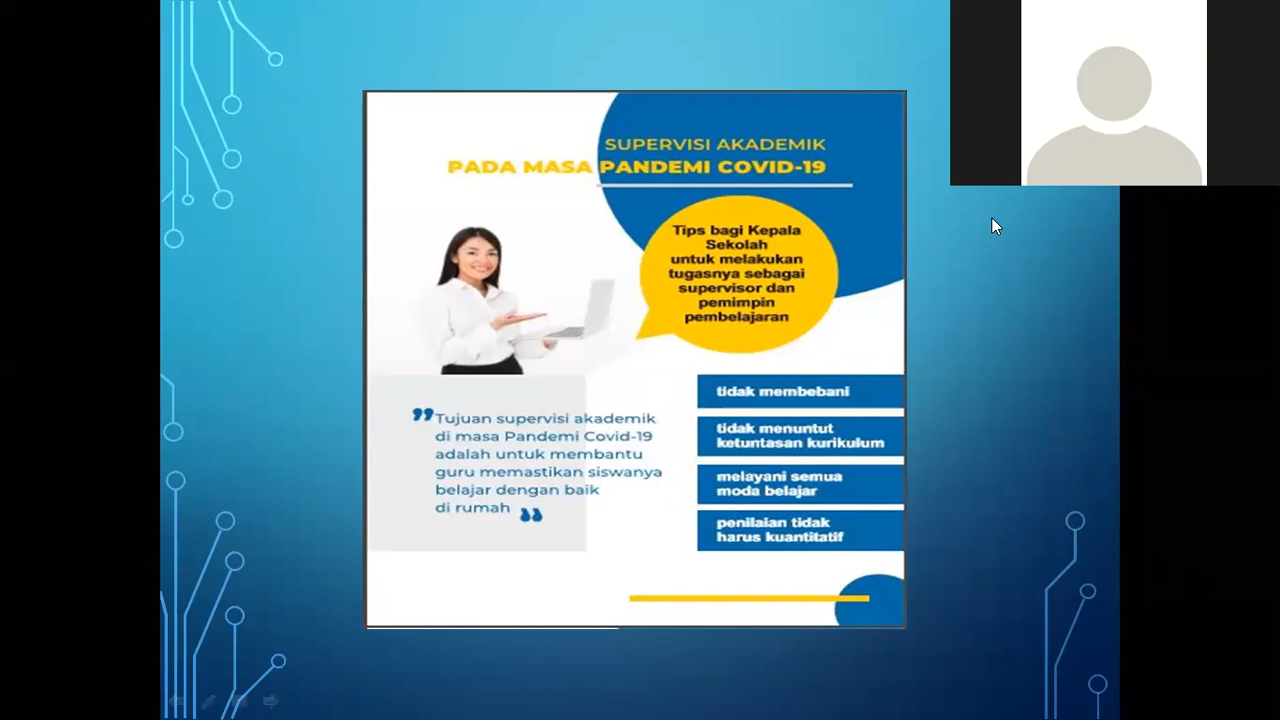 SUPERVISI AKADEMIK
PADA MASA PANDEMI COVID-19
Tips bagi Kepala
Sekolah
untuk melakukan
tugasnya sebagai
supervisor dan
pemimpin
pembelajaran
”Tujuan supervisi akademik
di masa Pandemi Covid-19
adalah untuk membantu
guru memastikan siswanya
belajar dengan baik
di rumah “
tidak membebani
tidak menuntut
ketuntasan kurikulum
melayani semua
moda belajar
penilaian tidak
harus kuantitatif